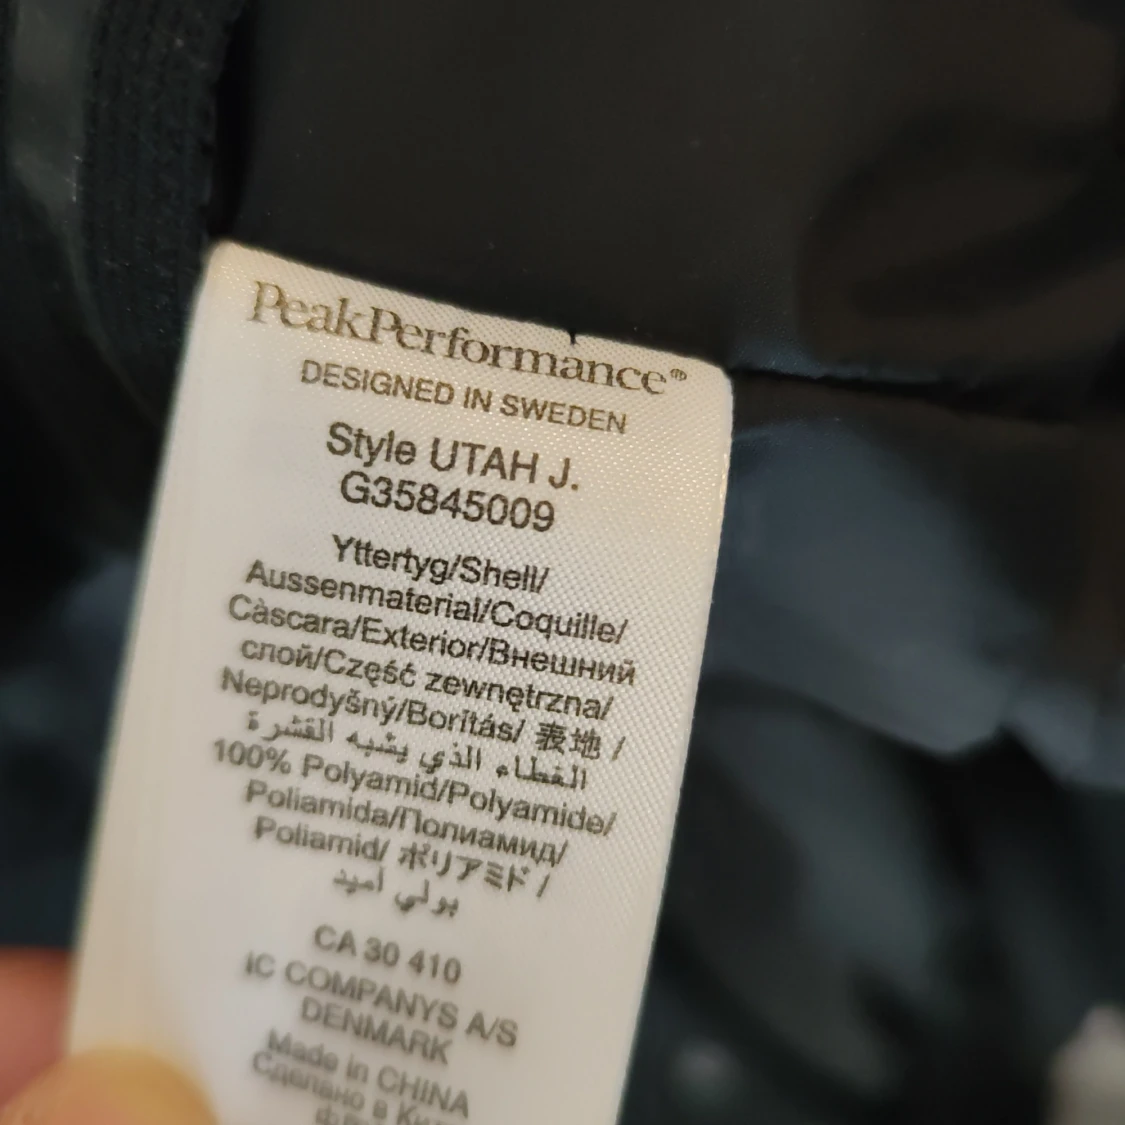 PeakPerformance®
DESIGNED IN SWEDEN
Style UTAH J.
G35845009
Yttertyg/Shell/
Aussenmaterial/Coquille/
Càscara/Exterior/Внешний
слой/Część zewnętrzna/
Neprodyšný/Borítás/ 表地 /
الغطاء الذي يشبه القشرة
100% Polyamid/Polyamide/
Poliamida/Полиамид/
Poliamid/ ポリアミド /
بولي أميد
CA 30 410
IC COMPANYS A/S
DENMARK
Made in CHINA
Сделано в